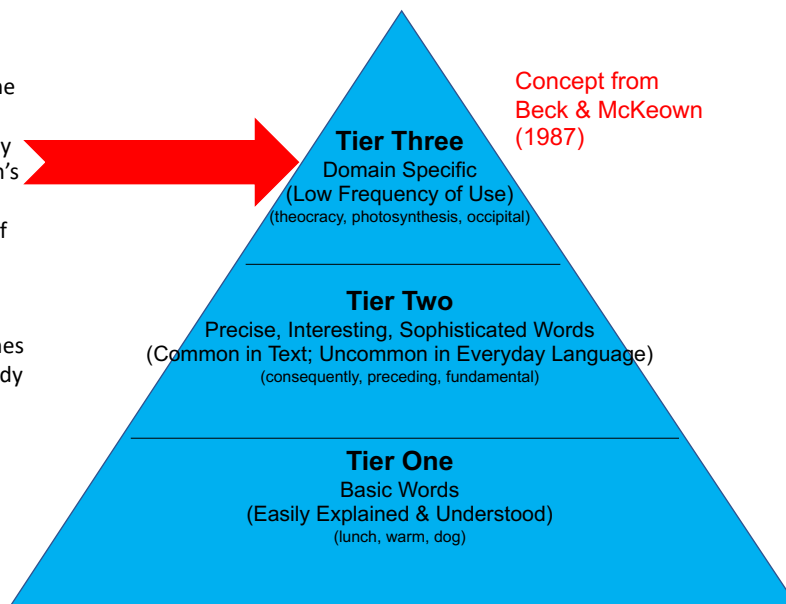 Concept from
Beck & McKeown
(1987)
Tier Three
Domain Specific
(Low Frequency of Use)
(theocracy, photosynthesis, occipital)
Tier Two
Precise, Interesting, Sophisticated Words
(Common in Text; Uncommon in Everyday Language)
(consequently, preceding, fundamental)
Tier One
Basic Words
(Easily Explained & Understood)
(lunch, warm, dog)